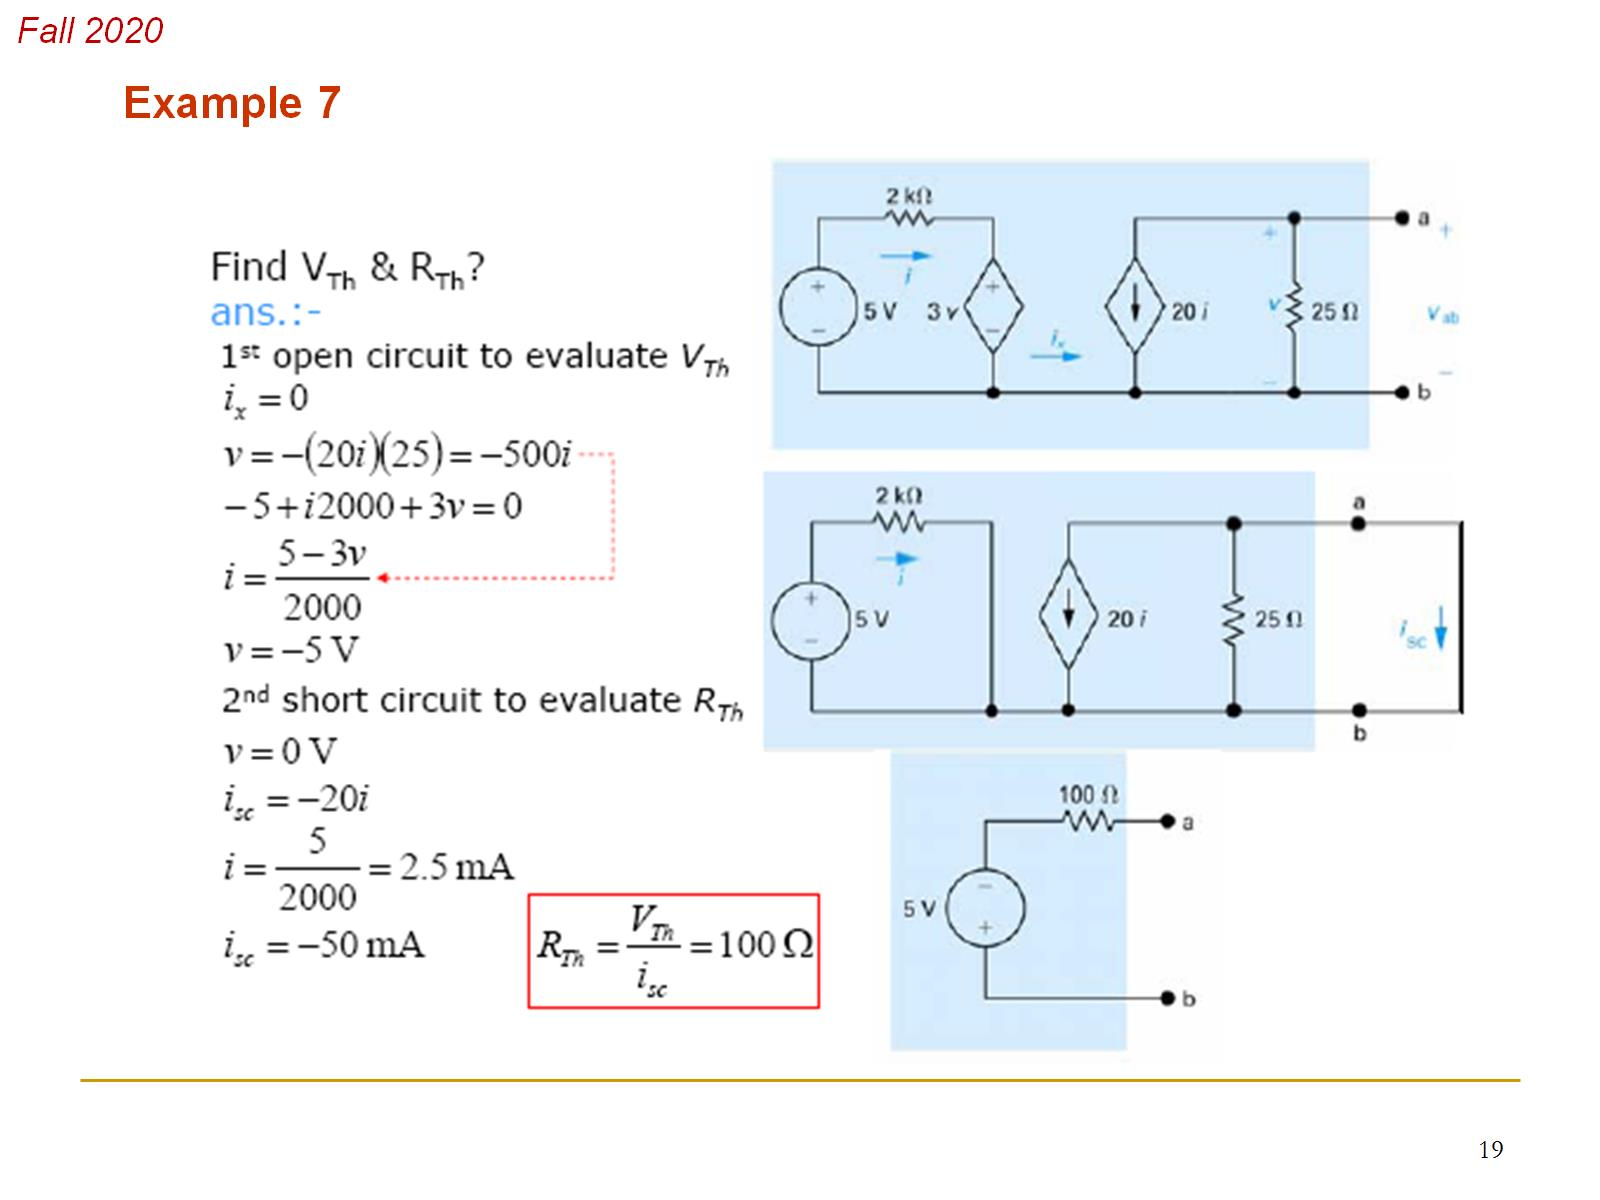 Fall 2020
Example 7
Find V_Th & R_Th?
ans.:-
1st open circuit to evaluate V_Th
i_x = 0
v = −(20i)(25) = −500i
−5 + i2000 + 3v = 0
i = (5 − 3v)/2000
v = −5 V
2nd short circuit to evaluate R_Th
v = 0 V
i_sc = −20i
i = 5/2000 = 2.5 mA
i_sc = −50 mA
R_Th = V_Th/i_sc = 100 Ω
2 kΩ
i
+
−
5 V
3 v
+
−
i_x
20 i
+
v
−
25 Ω
a
+
v_ab
−
b
2 kΩ
i
+
−
5 V
20 i
25 Ω
a
i_sc
b
100 Ω
a
5 V
−
+
b
19